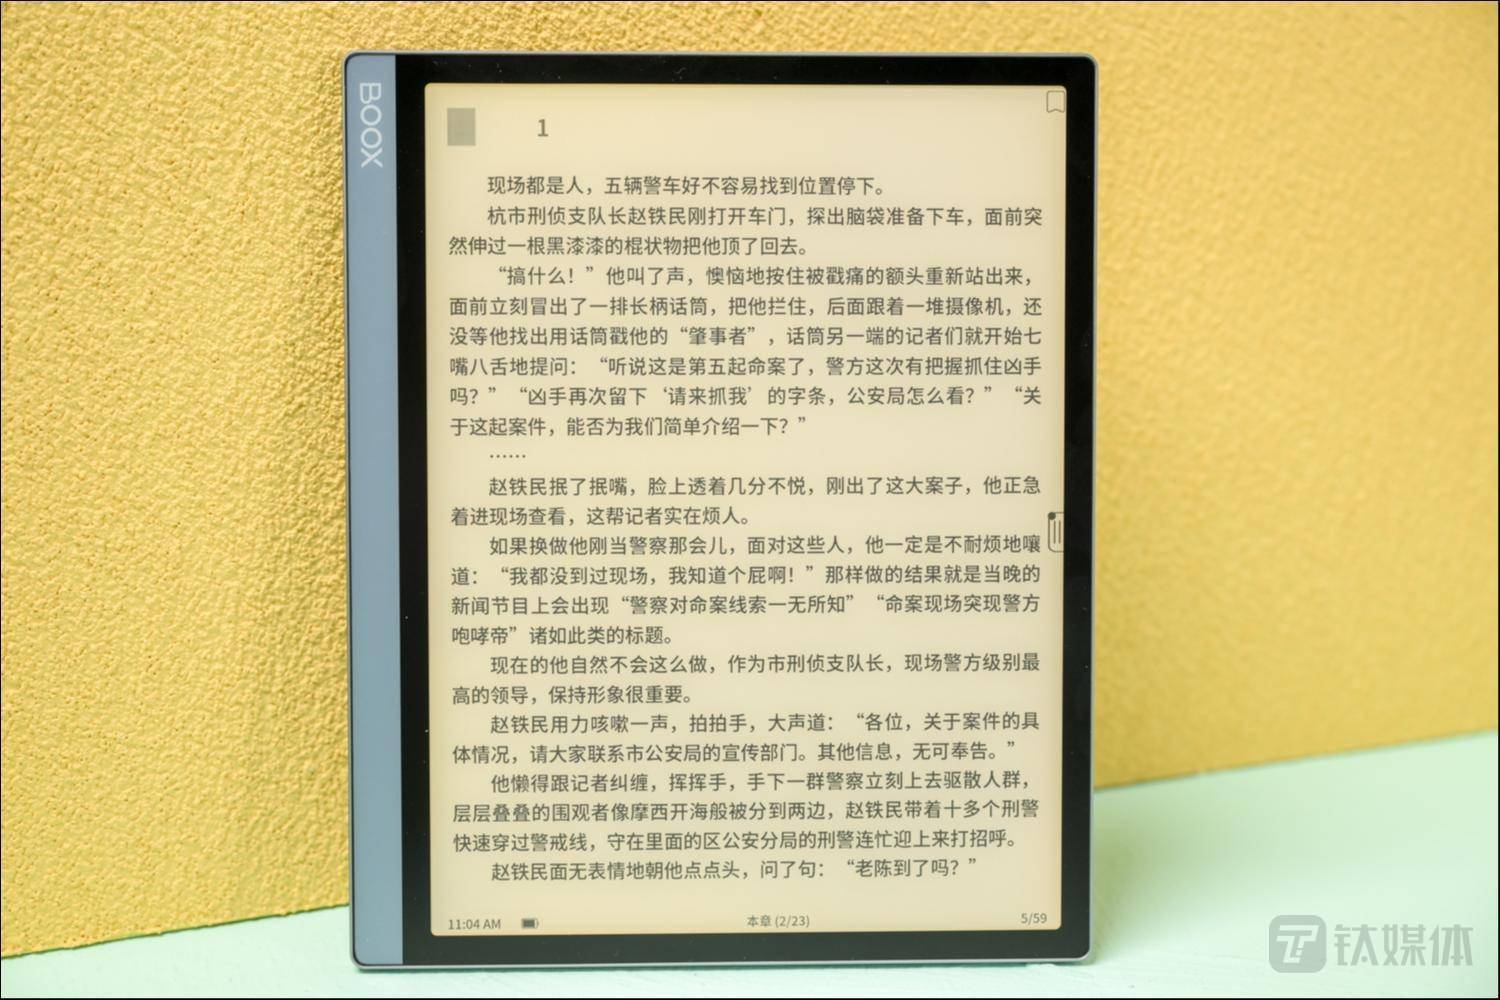 BOOX
1
现场都是人，五辆警车好不容易找到位置停下。
杭市刑侦支队长赵铁民刚打开车门，探出脑袋准备下车，面前突
然伸过一根黑漆漆的棍状物把他顶了回去。
“搞什么！”他叫了声，懊恼地按住被戳痛的额头重新站出来，
面前立刻冒出了一排长柄话筒，把他拦住，后面跟着一堆摄像机，还
没等他找出用话筒戳他的“肇事者”，话筒另一端的记者们就开始七
嘴八舌地提问：“听说这是第五起命案了，警方这次有把握抓住凶手
吗？”“凶手再次留下‘请来抓我’的字条，公安局怎么看？”“关
于这起案件，能否为我们简单介绍一下？”
……
赵铁民抿了抿嘴，脸上透着几分不悦，刚出了这大案子，他正急
着进现场查看，这帮记者实在烦人。
如果换做他刚当警察那会儿，面对这些人，他一定是不耐烦地嚷
道：“我都没到过现场，我知道个屁啊！”那样做的结果就是当晚的
新闻节目上会出现“警察对命案线索一无所知”“命案现场突现警方
咆哮帝”诸如此类的标题。
现在的他自然不会这么做，作为市刑侦支队长，现场警方级别最
高的领导，保持形象很重要。
赵铁民用力咳嗽一声，拍拍手，大声道：“各位，关于案件的具
体情况，请大家联系市公安局的宣传部门。其他信息，无可奉告。”
他懒得跟记者纠缠，挥挥手，手下一群警察立刻上去驱散人群，
层层叠叠的围观者像摩西开海般被分到两边，赵铁民带着十多个刑警
快速穿过警戒线，守在里面的区公安分局的刑警连忙迎上来打招呼。
赵铁民面无表情地朝他点点头，问了句：“老陈到了吗？”
11:04 AM 本章 (2/23) 5/59
钛媒体